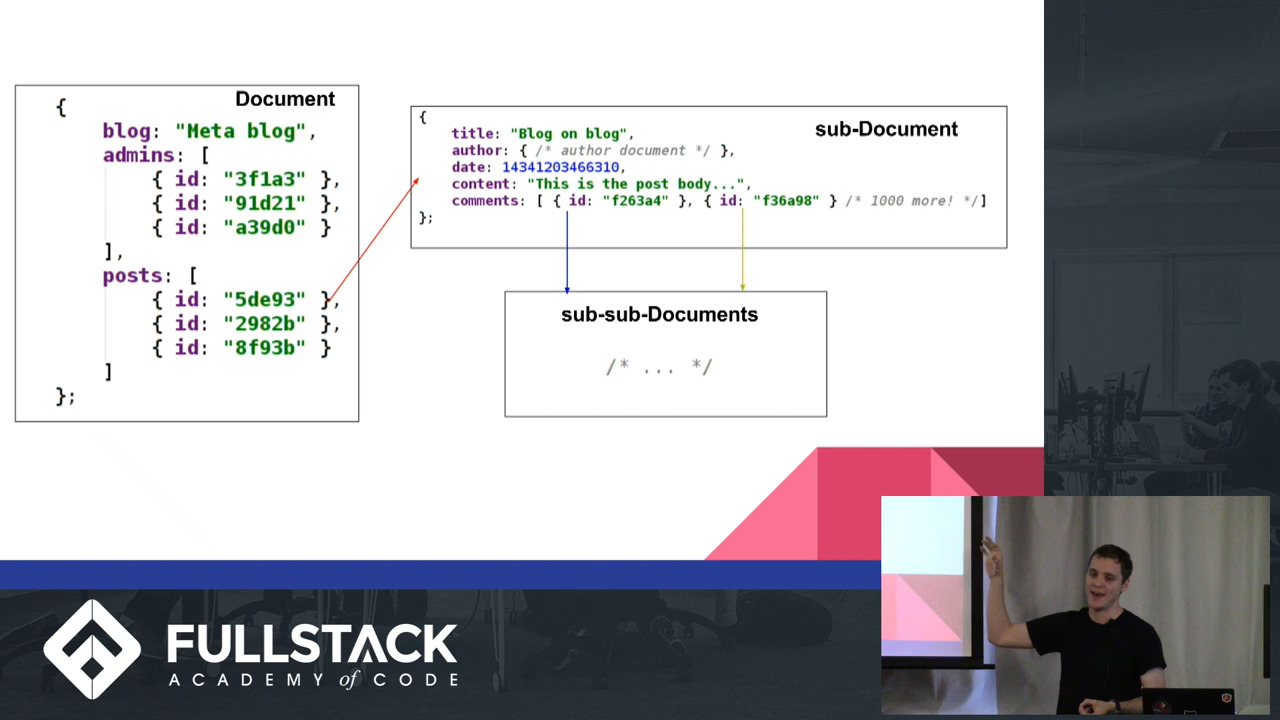 Document
{
blog: "Meta blog",
admins: [
{ id: "3f1a3" },
{ id: "91d21" },
{ id: "a39d0" }
],
posts: [
{ id: "5de93" },
{ id: "2982b" },
{ id: "8f93b" }
]
};
sub-Document
{
title: "Blog on blog",
author: { /* author document */ },
date: 14341203466310,
content: "This is the post body...",
comments: [ { id: "f263a4" }, { id: "f36a98" } /* 1000 more! */]
};
sub-sub-Documents
/* ... */
FULLSTACK
ACADEMY of CODE